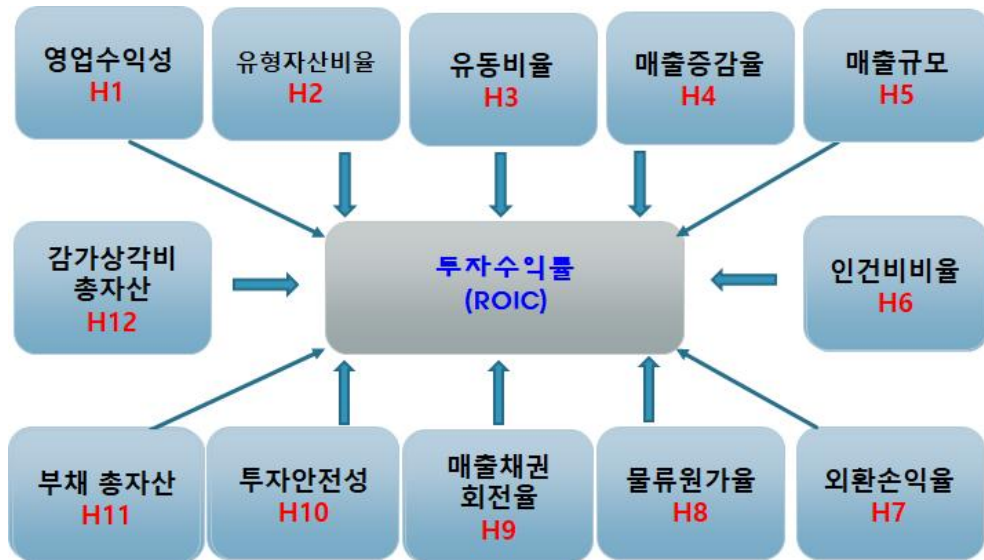 영업수익성
H1
유형자산비율
H2
유동비율
H3
매출증감율
H4
매출규모
H5
감가상각비
총자산
H12
투자수익률
(ROIC)
인건비비율
H6
부채 총자산
H11
투자안전성
H10
매출채권
회전율
H9
물류원가율
H8
외환손익율
H7